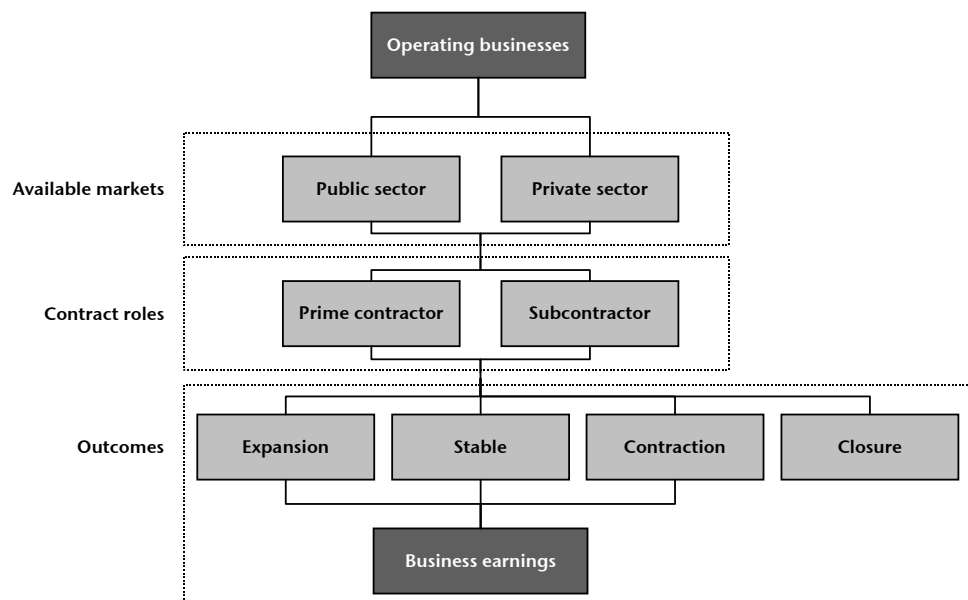 Operating businesses
Available markets
Public sector
Private sector
Contract roles
Prime contractor
Subcontractor
Outcomes
Expansion
Stable
Contraction
Closure
Business earnings